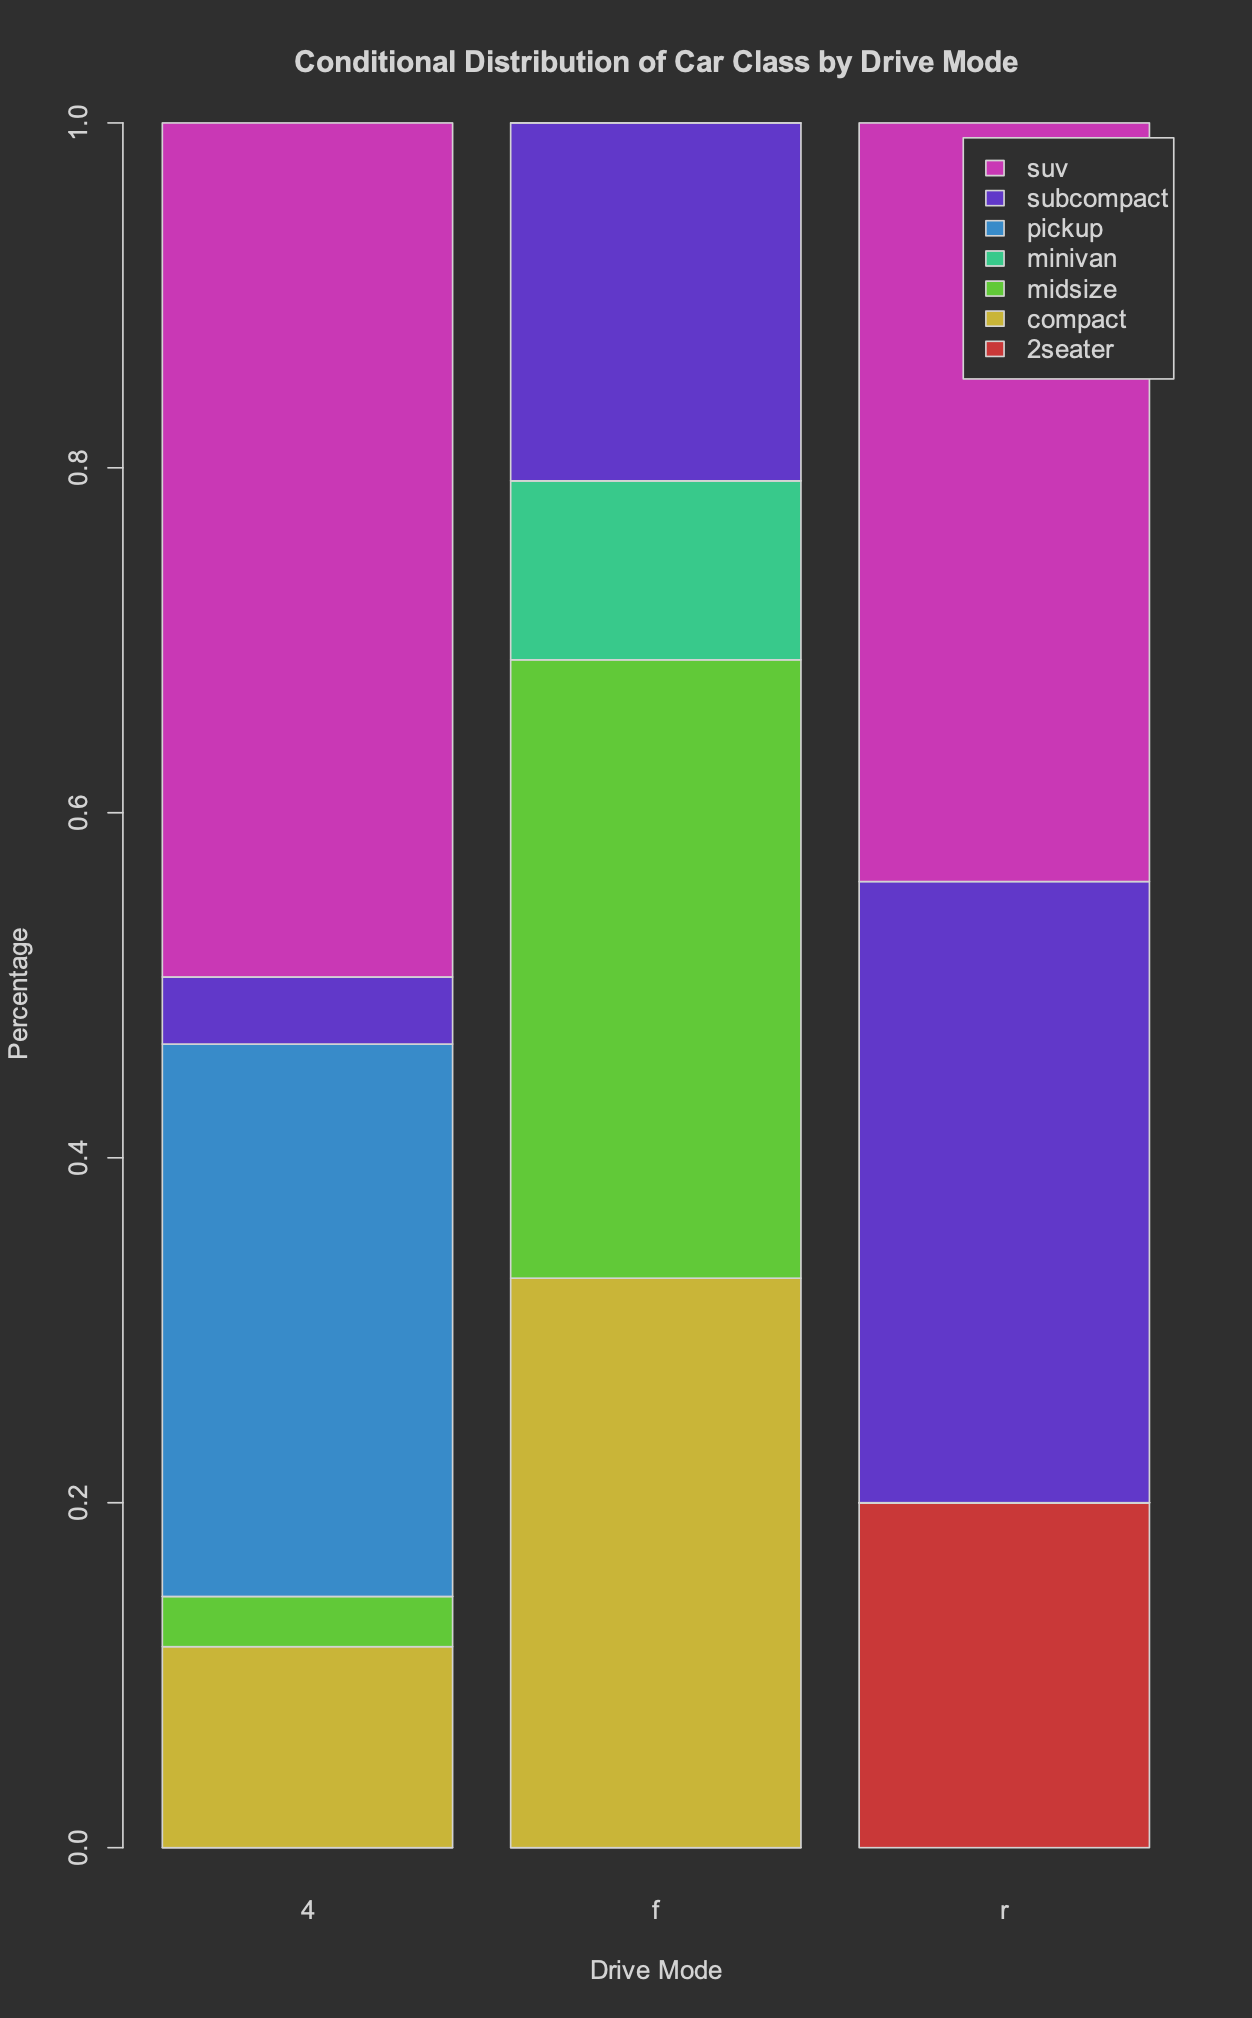 Conditional Distribution of Car Class by Drive Mode
1.0
0.8
0.6
0.4
0.2
0.0
Percentage
suv
subcompact
pickup
minivan
midsize
compact
2seater
4
f
r
Drive Mode